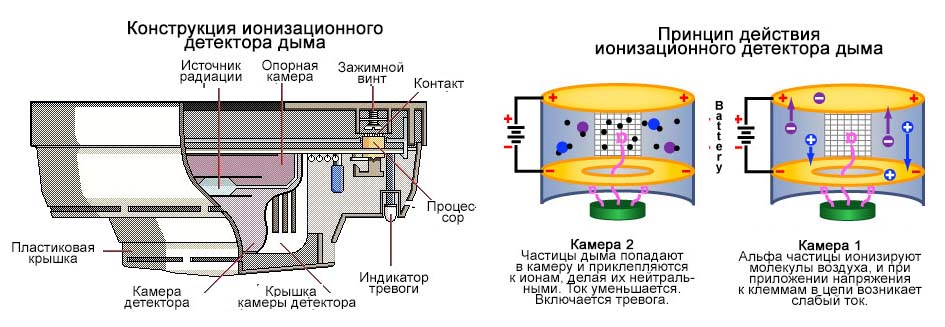 Конструкция ионизационного
детектора дыма
Источник
радиации
Опорная
камера
Зажимной
винт
Контакт
Процес-
сор
Пластиковая
крышка
Камера
детектора
Крышка
камеры детектора
Индикатор
тревоги
Принцип действия
ионизационного детектора дыма
+
+
+
-
-
-
Battery
+
+
+
-
-
-
Камера 2
Частицы дыма попадают
в камеру и приклепляются
к ионам, делая их нейтраль-
ными. Ток уменьшается.
Включается тревога.
Камера 1
Альфа частицы ионизируют
молекулы воздуха, и при
приложении напряжения
к клеммам в цепи возникает
слабый ток.